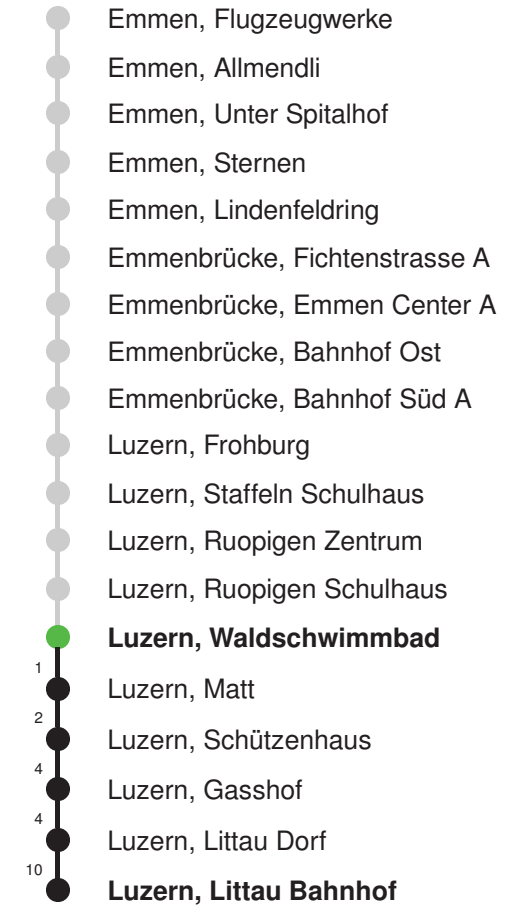 Emmen, Flugzeugwerke
Emmen, Allmendli
Emmen, Unter Spitalhof
Emmen, Sternen
Emmen, Lindenfeldring
Emmenbrücke, Fichtenstrasse A
Emmenbrücke, Emmen Center A
Emmenbrücke, Bahnhof Ost
Emmenbrücke, Bahnhof Süd A
Luzern, Frohburg
Luzern, Staffeln Schulhaus
Luzern, Ruopigen Zentrum
Luzern, Ruopigen Schulhaus
Luzern, Waldschwimmbad
1 Luzern, Matt
2 Luzern, Schützenhaus
4 Luzern, Gasshof
4 Luzern, Littau Dorf
10 Luzern, Littau Bahnhof